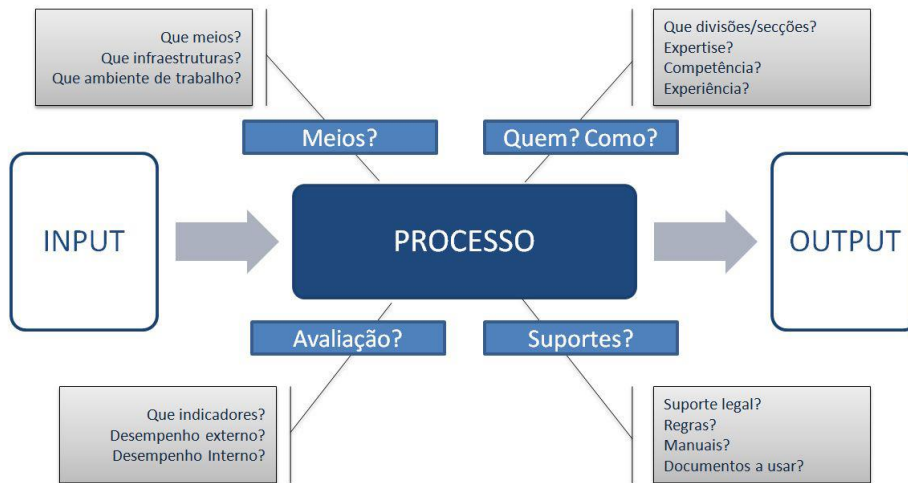 Que meios?
Que infraestruturas?
Que ambiente de trabalho?
Que divisões/secções?
Expertise?
Competência?
Experiência?
Meios?
Quem? Como?
INPUT
PROCESSO
OUTPUT
Avaliação?
Suportes?
Que indicadores?
Desempenho externo?
Desempenho Interno?
Suporte legal?
Regras?
Manuais?
Documentos a usar?